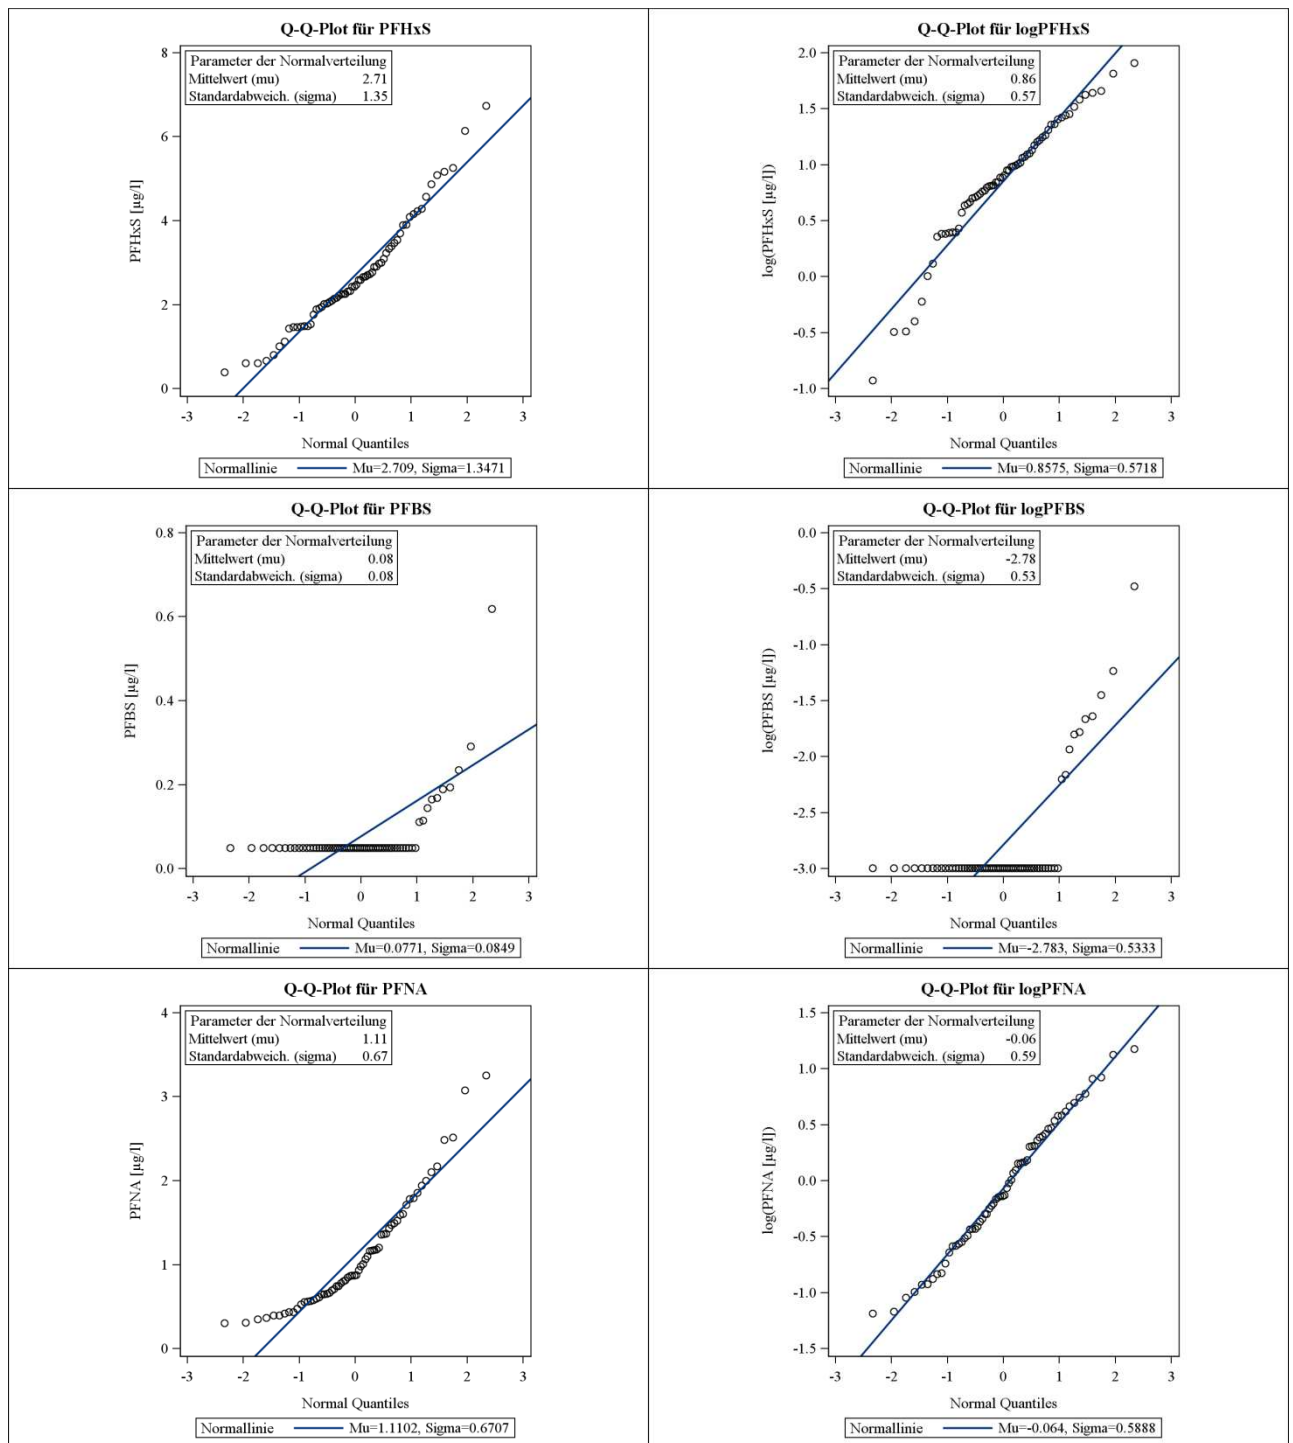 Q-Q-Plot für PFHxS
Parameter der Normalverteilung
Mittelwert (mu) 2.71
Standardabweich. (sigma) 1.35
8
6
4
2
0
PFHxS [µg/l]
-3 -2 -1 0 1 2 3
Normal Quantiles
Normallinie Mu=2.709, Sigma=1.3471
Q-Q-Plot für logPFHxS
Parameter der Normalverteilung
Mittelwert (mu) 0.86
Standardabweich. (sigma) 0.57
2.0
1.5
1.0
0.5
0.0
-0.5
-1.0
log(PFHxS [µg/l])
-3 -2 -1 0 1 2 3
Normal Quantiles
Normallinie Mu=0.8575, Sigma=0.5718
Q-Q-Plot für PFBS
Parameter der Normalverteilung
Mittelwert (mu) 0.08
Standardabweich. (sigma) 0.08
0.8
0.6
0.4
0.2
0.0
PFBS [µg/l]
-3 -2 -1 0 1 2 3
Normal Quantiles
Normallinie Mu=0.0771, Sigma=0.0849
Q-Q-Plot für logPFBS
Parameter der Normalverteilung
Mittelwert (mu) -2.78
Standardabweich. (sigma) 0.53
0.0
-0.5
-1.0
-1.5
-2.0
-2.5
-3.0
log(PFBS [µg/l])
-3 -2 -1 0 1 2 3
Normal Quantiles
Normallinie Mu=-2.783, Sigma=0.5333
Q-Q-Plot für PFNA
Parameter der Normalverteilung
Mittelwert (mu) 1.11
Standardabweich. (sigma) 0.67
4
3
2
1
0
PFNA [µg/l]
-3 -2 -1 0 1 2 3
Normal Quantiles
Normallinie Mu=1.1102, Sigma=0.6707
Q-Q-Plot für logPFNA
Parameter der Normalverteilung
Mittelwert (mu) -0.06
Standardabweich. (sigma) 0.59
1.5
1.0
0.5
0.0
-0.5
-1.0
-1.5
log(PFNA [µg/l])
-3 -2 -1 0 1 2 3
Normal Quantiles
Normallinie Mu=-0.064, Sigma=0.5888